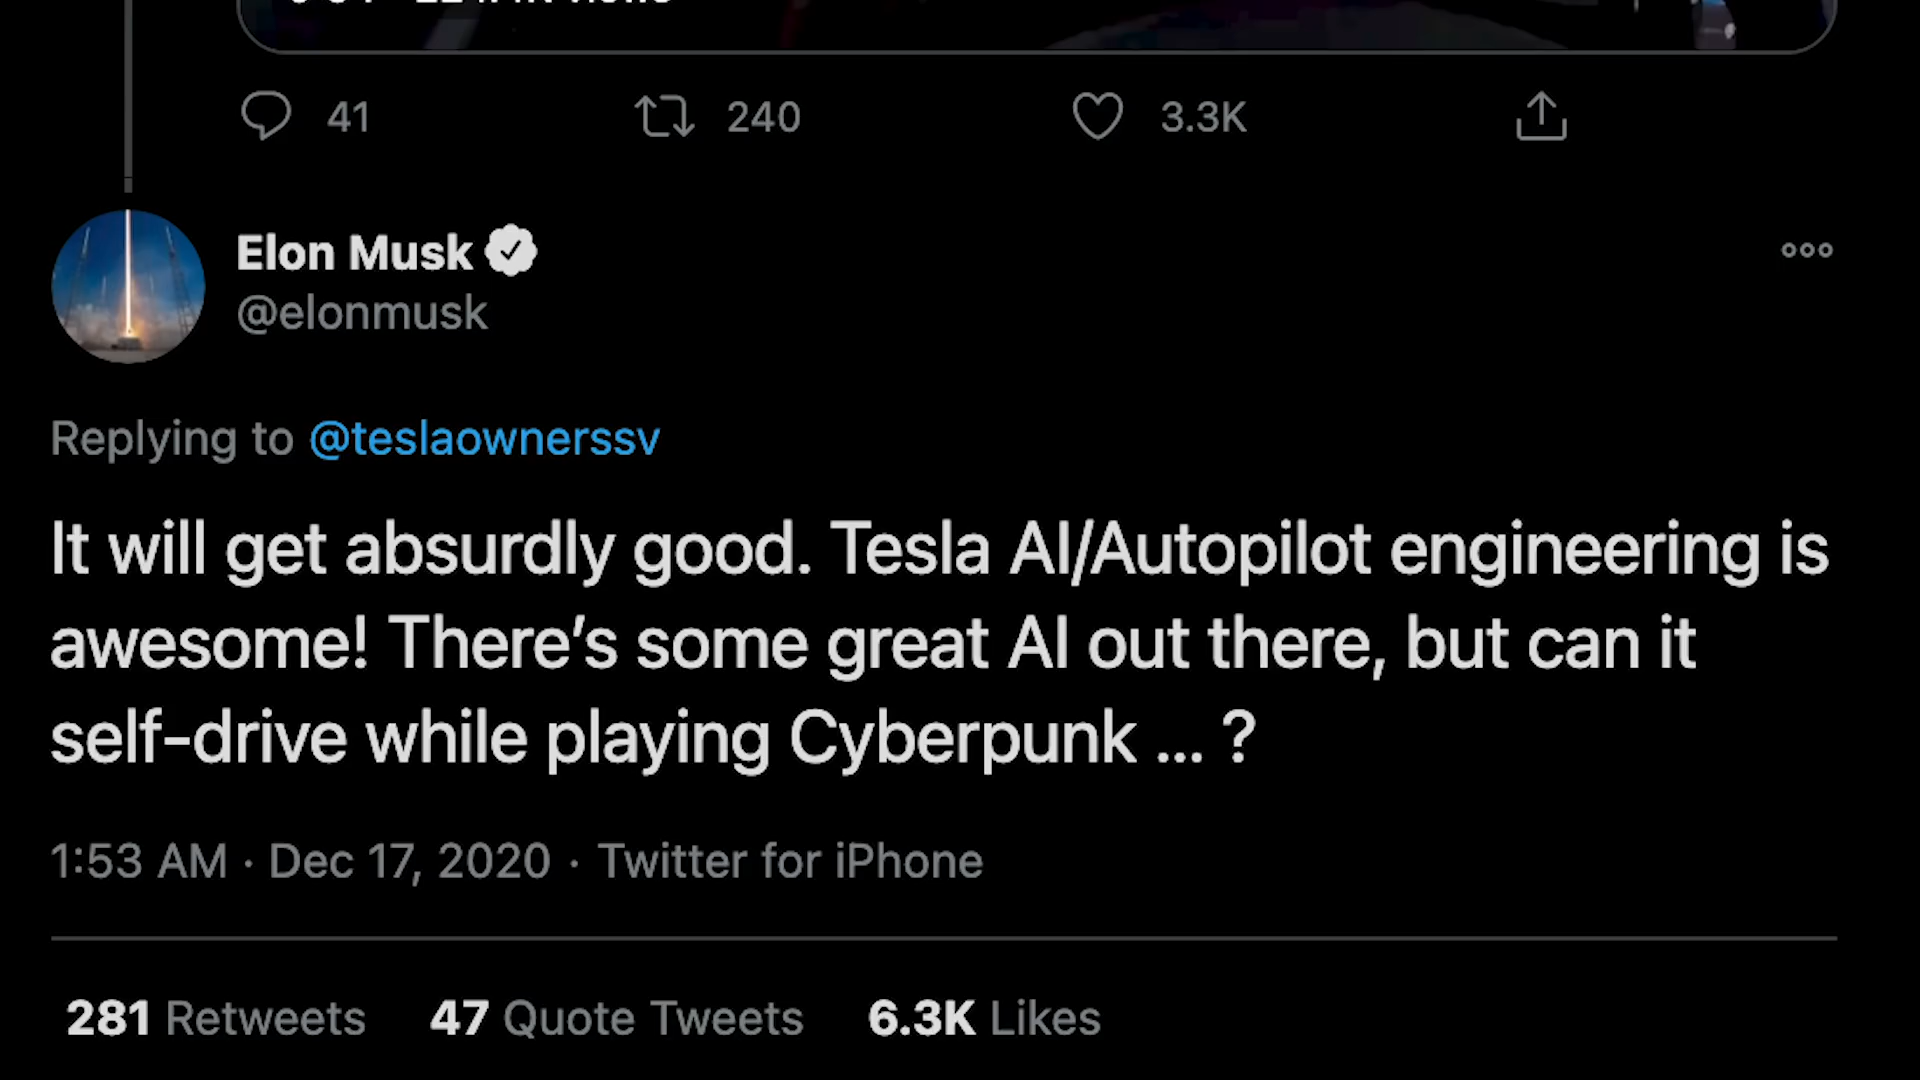 41 240 3.3K
Elon Musk
@elonmusk
Replying to @teslaownerssv
It will get absurdly good. Tesla AI/Autopilot engineering is
awesome! There’s some great AI out there, but can it
self-drive while playing Cyberpunk ... ?
1:53 AM · Dec 17, 2020 · Twitter for iPhone
281 Retweets 47 Quote Tweets 6.3K Likes